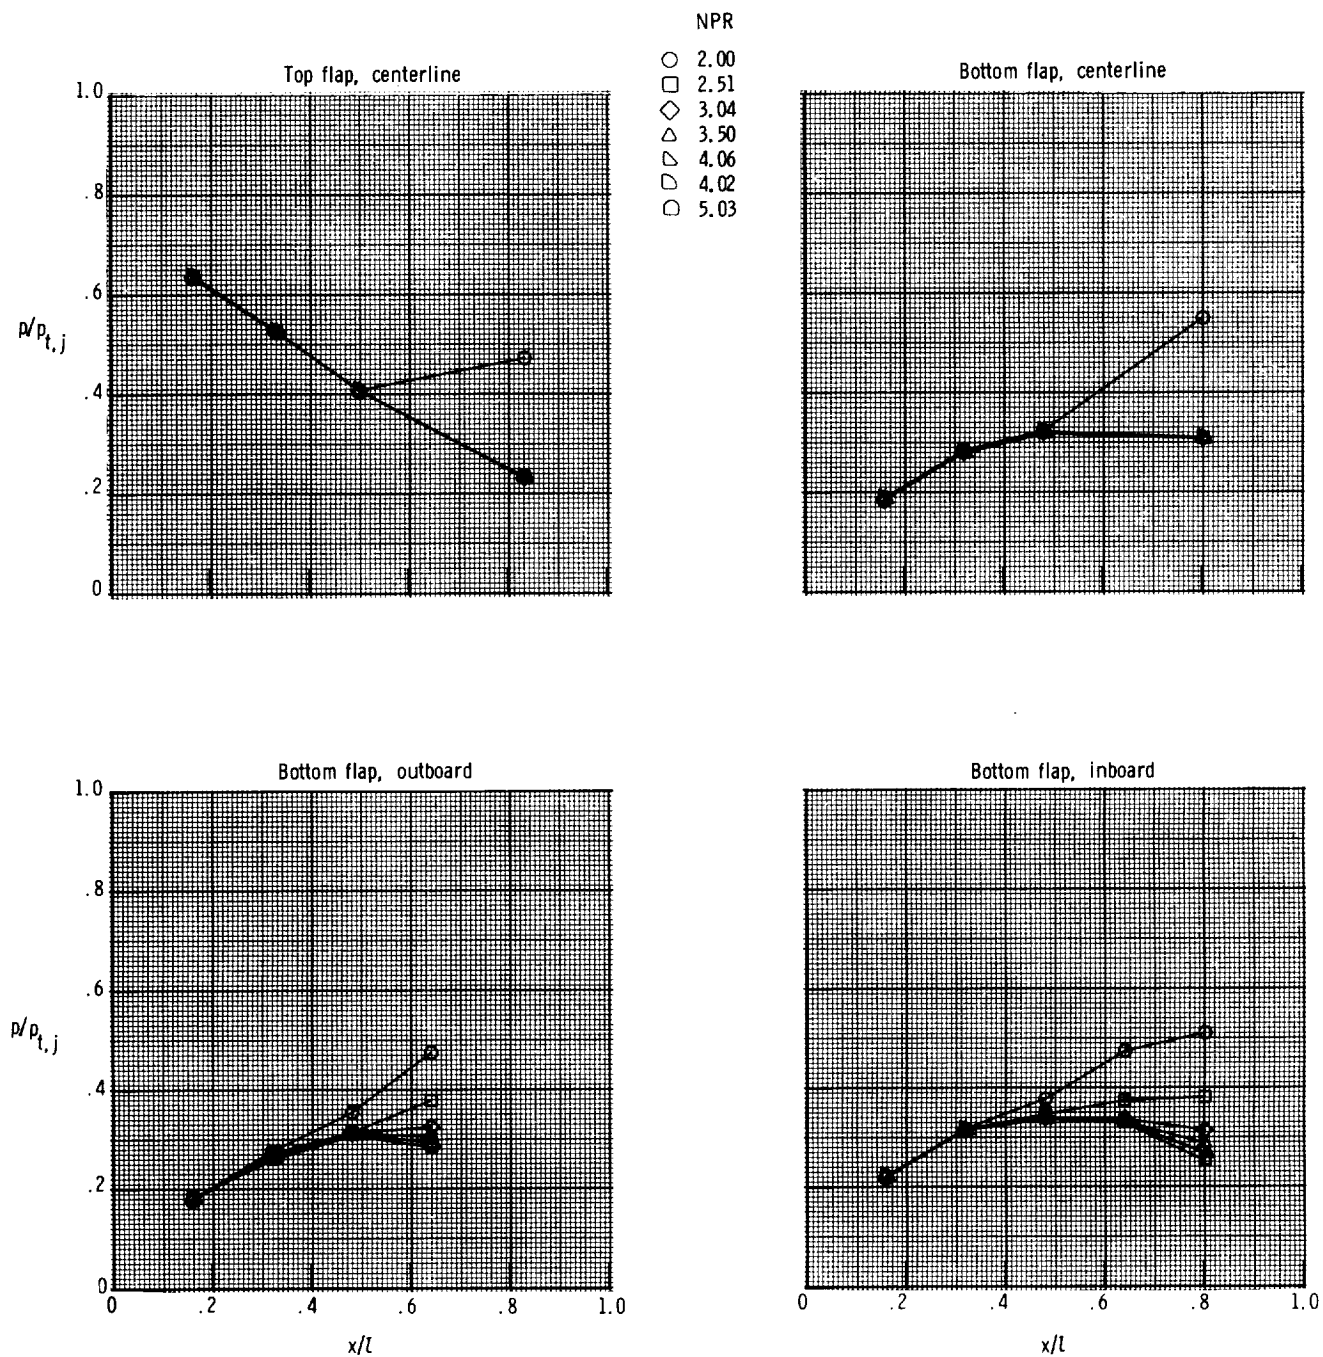 NPR
2.00
2.51
3.04
3.50
4.06
4.02
5.03
Top flap, centerline
1.0
.8
.6
.4
.2
0
p/p_t,j
Bottom flap, centerline
Bottom flap, outboard
1.0
.8
.6
.4
.2
0
p/p_t,j
0 .2 .4 .6 .8 1.0
x/l
Bottom flap, inboard
0 .2 .4 .6 .8 1.0
x/l